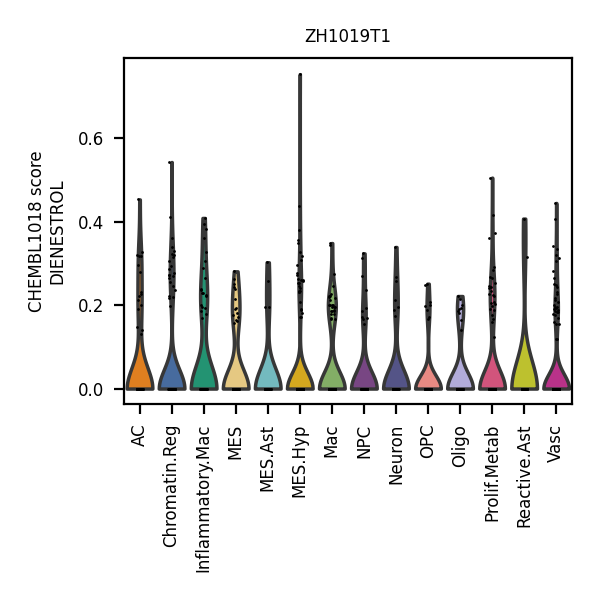 ZH1019T1
CHEMBL1018 score
DIENESTROL
0.6
0.4
0.2
0.0
AC
Chromatin.Reg
Inflammatory.Mac
MES
MES.Ast
MES.Hyp
Mac
NPC
Neuron
OPC
Oligo
Prolif.Metab
Reactive.Ast
Vasc